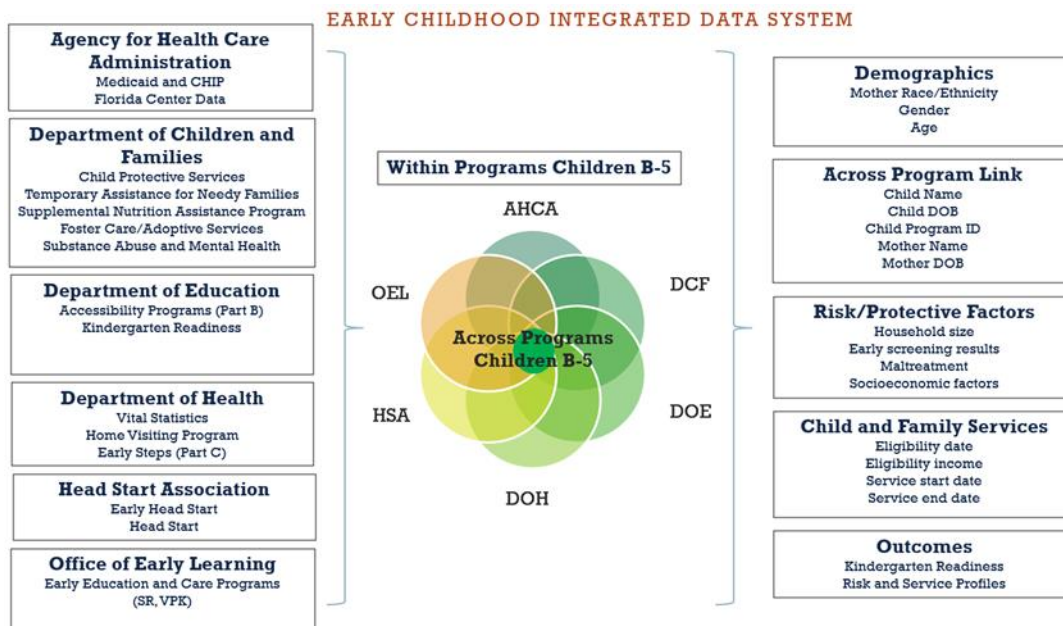 EARLY CHILDHOOD INTEGRATED DATA SYSTEM
Agency for Health Care
Administration
Medicaid and CHIP
Florida Center Data
Department of Children and
Families
Child Protective Services
Temporary Assistance for Needy Families
Supplemental Nutrition Assistance Program
Foster Care/Adoptive Services
Substance Abuse and Mental Health
Department of Education
Accessibility Programs (Part B)
Kindergarten Readiness
Department of Health
Vital Statistics
Home Visiting Program
Early Steps (Part C)
Head Start Association
Early Head Start
Head Start
Office of Early Learning
Early Education and Care Programs
(SR, VPK)
Within Programs Children B-5
AHCA
OEL
DCF
Across Programs
Children B-5
HSA
DOE
DOH
Demographics
Mother Race/Ethnicity
Gender
Age
Across Program Link
Child Name
Child DOB
Child Program ID
Mother Name
Mother DOB
Risk/Protective Factors
Household size
Early screening results
Maltreatment
Socioeconomic factors
Child and Family Services
Eligibility date
Eligibility income
Service start date
Service end date
Outcomes
Kindergarten Readiness
Risk and Service Profiles